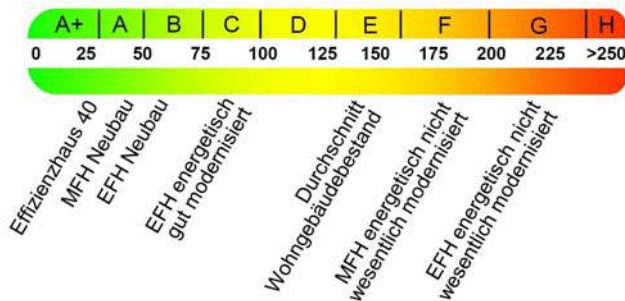 A+ A B C D E F G H
0 25 50 75 100 125 150 175 200 225 >250
Effizienzhaus 40
MFH Neubau
EFH Neubau
EFH energetisch
gut modernisiert
Durchschnitt
Wohngebäudebestand
MFH energetisch nicht
wesentlich modernisiert
EFH energetisch nicht
wesentlich modernisiert